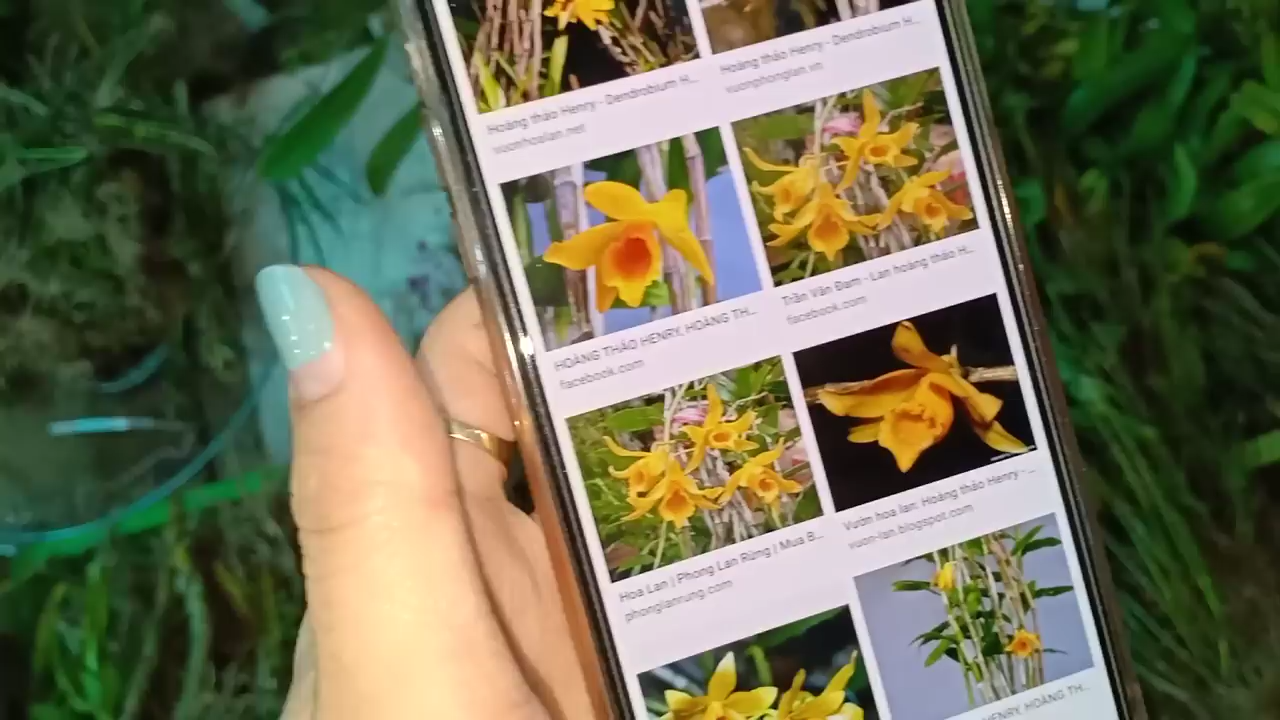 Hoàng thảo Henry - Dendrobium H...
vuonhoalan.net
Hoàng thảo Henry - Dendrobium H...
vuonphonglan.vn
HOÀNG THẢO HENRY, HOÀNG TH...
facebook.com
Trần Văn Đam - Lan hoàng thảo H...
facebook.com
Hoa Lan | Phong Lan Rừng | Mua B...
phonglanrung.com
Vườn hoa lan: Hoàng thảo Henry - ...
vuon-lan.blogspot.com
HENRY, HOÀNG TH...